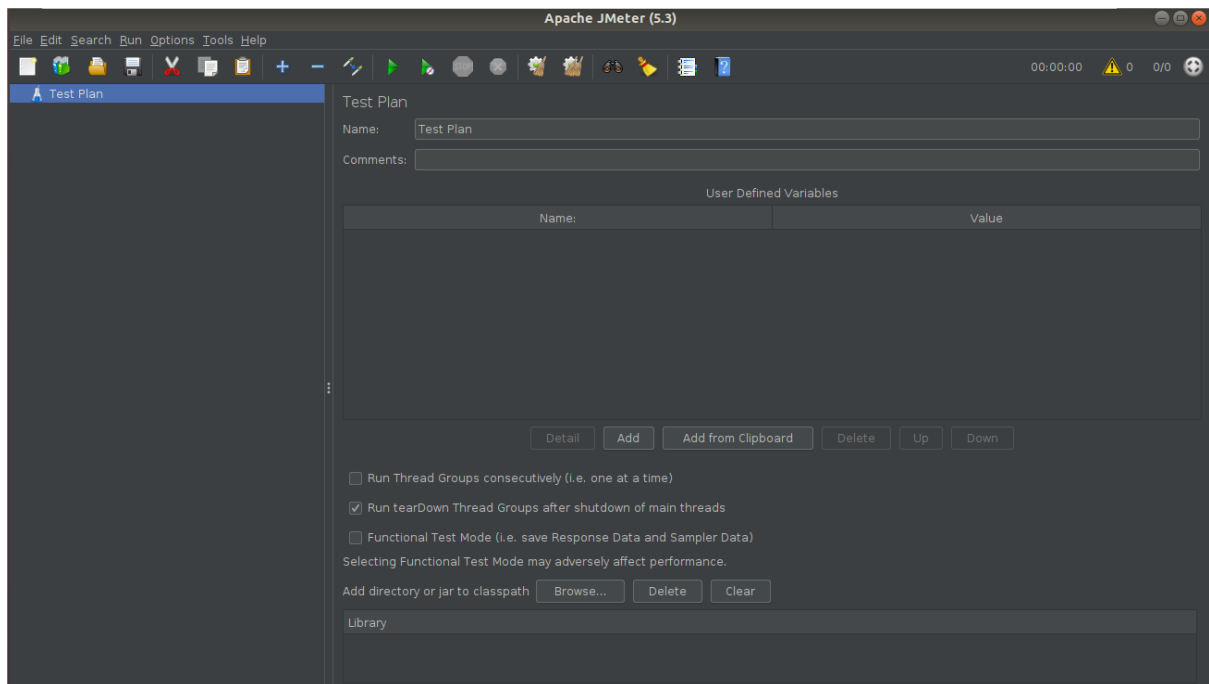 Apache JMeter (5.3)
File Edit Search Run Options Tools Help
00:00:00 0 0/0
Test Plan
Test Plan
Name: Test Plan
Comments:
User Defined Variables
Name: Value
Detail Add Add from Clipboard Delete Up Down
Run Thread Groups consecutively (i.e. one at a time)
Run tearDown Thread Groups after shutdown of main threads
Functional Test Mode (i.e. save Response Data and Sampler Data)
Selecting Functional Test Mode may adversely affect performance.
Add directory or jar to classpath Browse... Delete Clear
Library